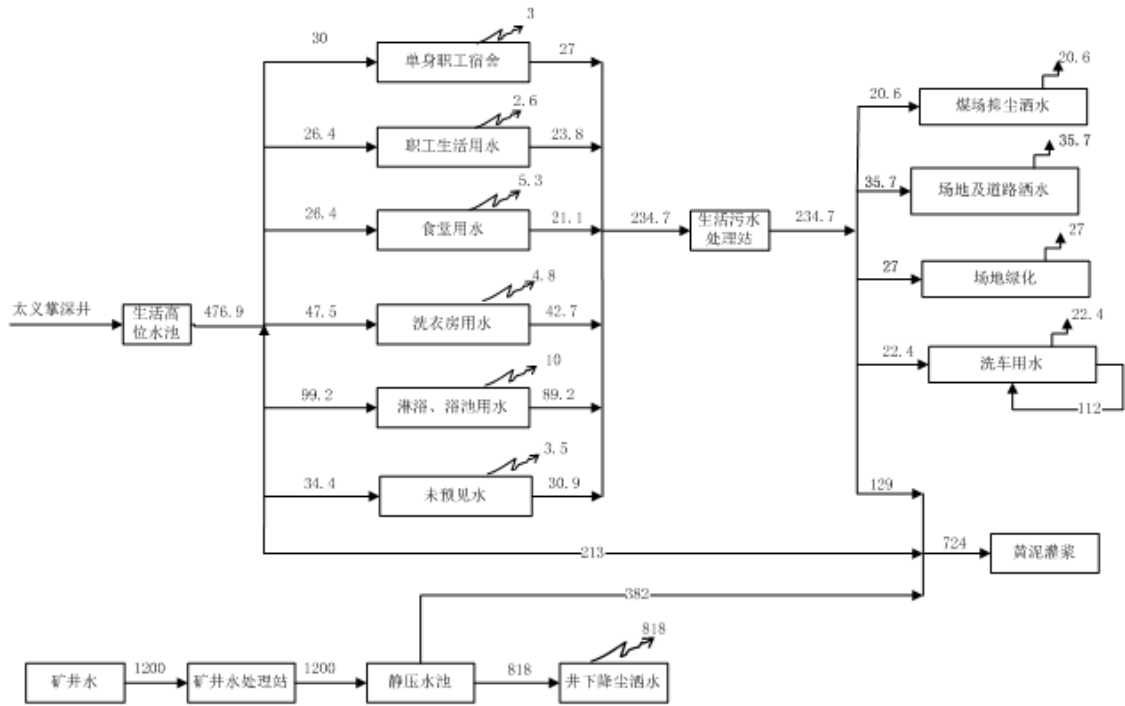 3
30
单身职工宿舍
27
2.6
26.4
职工生活用水
23.8
5.3
26.4
食堂用水
21.1
234.7
生活污水
处理站
234.7
太义掌深井
生活高
位水池
476.9
4.8
47.5
洗衣房用水
42.7
10
99.2
淋浴、浴池用水
89.2
3.5
34.4
未预见水
30.9
20.6
20.6
煤场抑尘洒水
35.7
35.7
场地及道路洒水
27
27
场地绿化
22.4
22.4
洗车用水
112
129
213
724
黄泥灌浆
382
818
矿井水
1200
矿井水处理站
1200
静压水池
818
井下降尘洒水